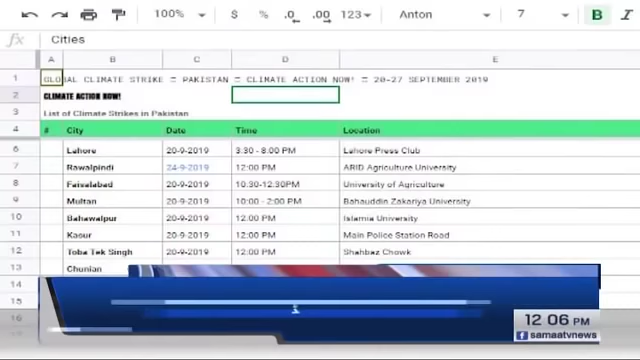 100% $ % .0 .00 123 Anton 7 B I
fx Cities
A B C D E
1 GLOBAL CLIMATE STRIKE = PAKISTAN = CLIMATE ACTION NOW! = 20-27 SEPTEMBER 2019
2 CLIMATE ACTION NOW!
3 List of Climate Strikes in Pakistan
4 # City Date Time Location
6 Lahore 20-9-2019 3:30 - 8:00 PM Lahore Press Club
7 Rawalpindi 24-9-2019 12:00 PM ARID Agriculture University
8 Faisalabad 20-9-2019 10:30-12:30PM University of Agriculture
9 Multan 20-9-2019 10:00 - 2:00 PM Bahauddin Zakariya University
10 Bahawalpur 20-9-2019 12:00 PM Islamia University
11 Kasur 20-9-2019 12:00 PM Main Police Station Road
12 Toba Tek Singh 20-9-2019 12:00 PM Shahbaz Chowk
13 Chunian
14
15
16
12 06 PM
f samaatvnews